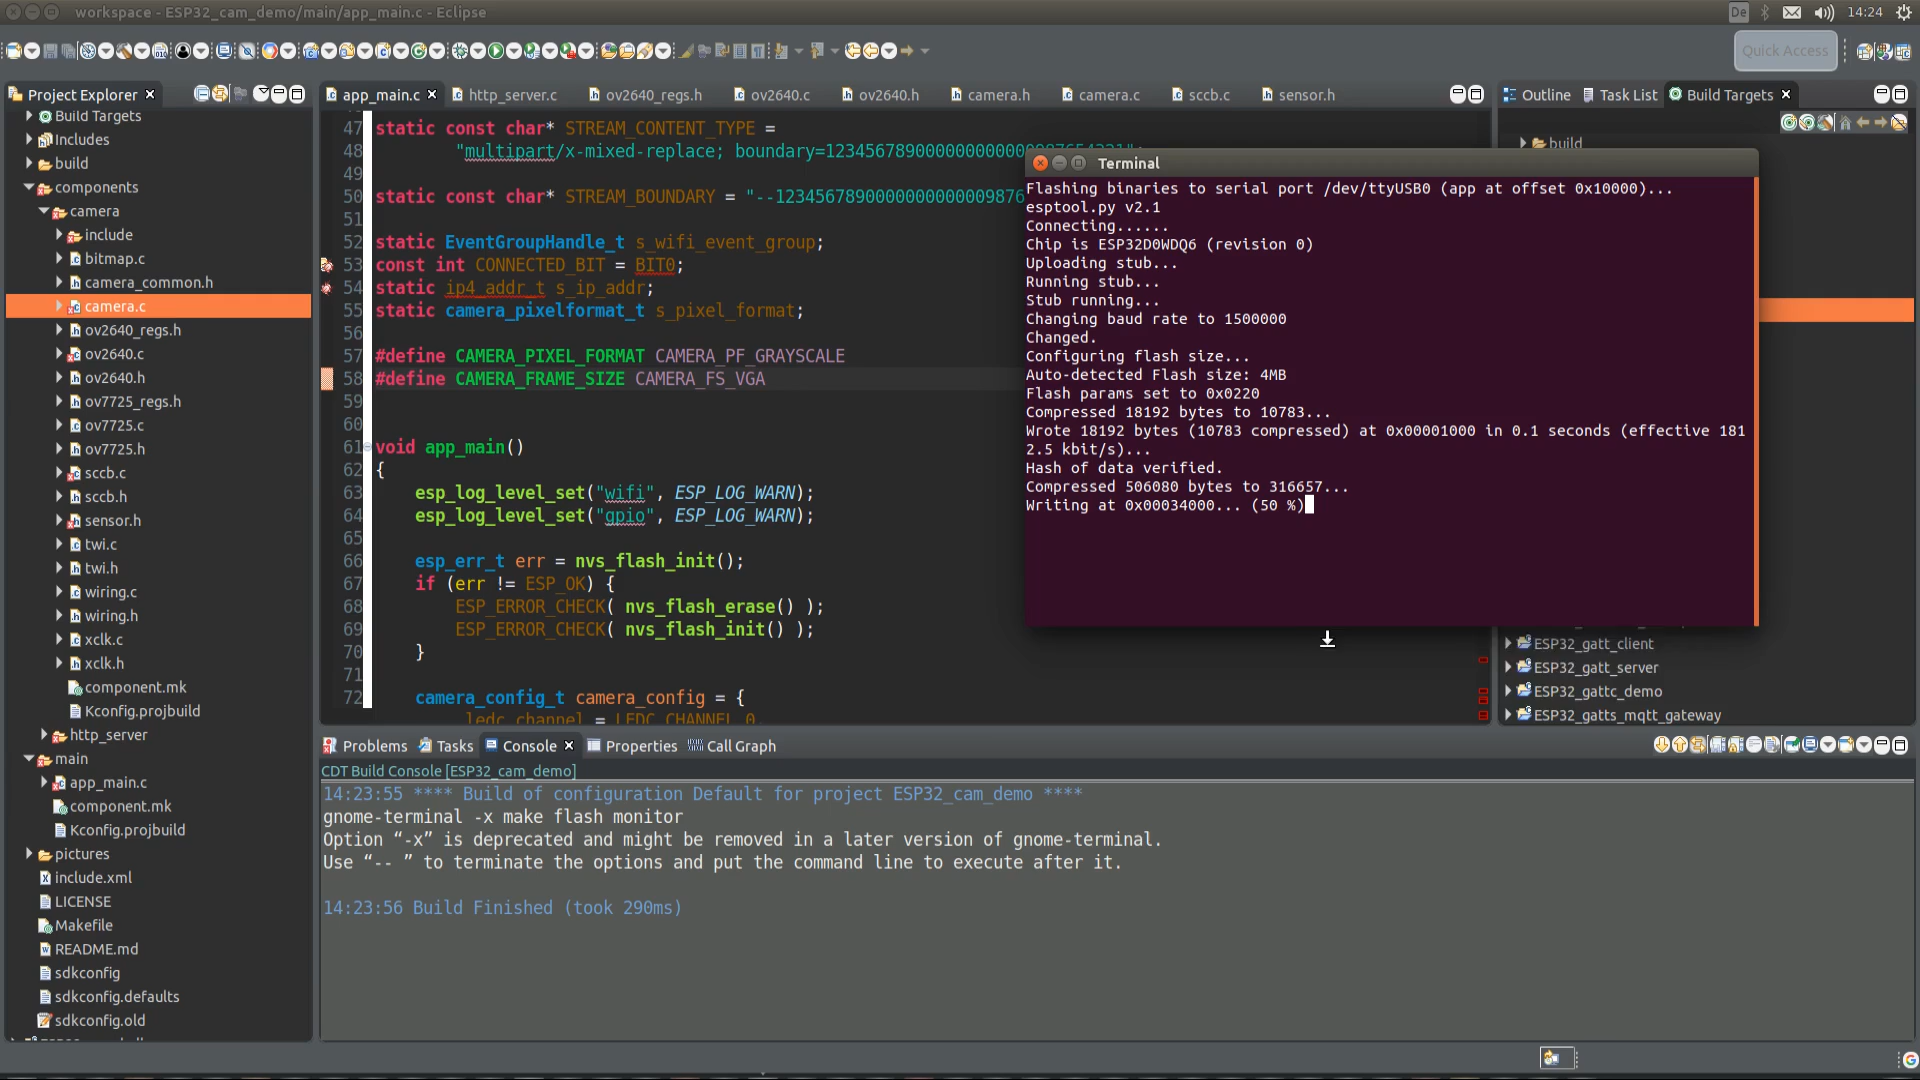 workspace - ESP32_cam_demo/main/app_main.c - Eclipse
De
14:24
Quick Access
Project Explorer
Build Targets
Includes
build
components
camera
include
bitmap.c
camera_common.h
camera.c
ov2640_regs.h
ov2640.c
ov2640.h
ov7725_regs.h
ov7725.c
ov7725.h
sccb.c
sccb.h
sensor.h
twi.c
twi.h
wiring.c
wiring.h
xclk.c
xclk.h
component.mk
Kconfig.projbuild
http_server
main
app_main.c
component.mk
Kconfig.projbuild
pictures
include.xml
LICENSE
Makefile
README.md
sdkconfig
sdkconfig.defaults
sdkconfig.old
app_main.c
http_server.c
ov2640_regs.h
ov2640.c
ov2640.h
camera.h
camera.c
sccb.c
sensor.h
47 static const char* STREAM_CONTENT_TYPE =
48 "multipart/x-mixed-replace; boundary=
49
50 static const char* STREAM_BOUNDARY =
51
52 static EventGroupHandle_t s_wifi_event_group;
53 const int CONNECTED_BIT = BIT0;
54 static ip4_addr_t s_ip_addr;
55 static camera_pixelformat_t s_pixel_format;
56
57 #define CAMERA_PIXEL_FORMAT CAMERA_PF_GRAYSCALE
58 #define CAMERA_FRAME_SIZE CAMERA_FS_VGA
59
60
61 void app_main()
62 {
63 esp_log_level_set("wifi", ESP_LOG_WARN);
64 esp_log_level_set("gpio", ESP_LOG_WARN);
65
66 esp_err_t err = nvs_flash_init();
67 if (err != ESP_OK) {
68 ESP_ERROR_CHECK( nvs_flash_erase() );
69 ESP_ERROR_CHECK( nvs_flash_init() );
70 }
71
72 camera_config_t camera_config = {
ledc_channel = LEDC_CHANNEL_0,
Terminal
Flashing binaries to serial port /dev/ttyUSB0 (app at offset 0x10000)...
esptool.py v2.1
Connecting......
Chip is ESP32D0WDQ6 (revision 0)
Uploading stub...
Running stub...
Stub running...
Changing baud rate to 1500000
Changed.
Configuring flash size...
Auto-detected Flash size: 4MB
Flash params set to 0x0220
Compressed 18192 bytes to 10783...
Wrote 18192 bytes (10783 compressed) at 0x00001000 in 0.1 seconds (effective 181
2.5 kbit/s)...
Hash of data verified.
Compressed 506080 bytes to 316657...
Writing at 0x00034000... (50 %)
Outline
Task List
Build Targets
build
ESP32_gatt_client
ESP32_gatt_server
ESP32_gattc_demo
ESP32_gatts_mqtt_gateway
Problems
Tasks
Console
Properties
Call Graph
CDT Build Console [ESP32_cam_demo]
14:23:55 **** Build of configuration Default for project ESP32_cam_demo ****
gnome-terminal -x make flash monitor
Option “-x” is deprecated and might be removed in a later version of gnome-terminal.
Use “-- ” to terminate the options and put the command line to execute after it.
14:23:56 Build Finished (took 290ms)